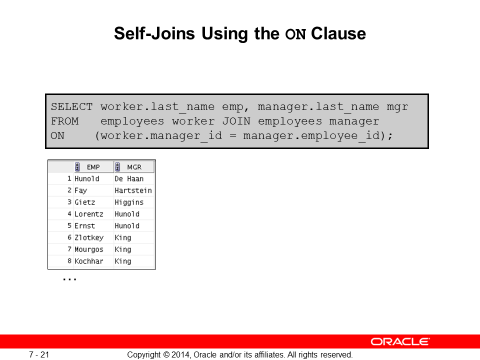 Self-Joins Using the ON Clause
SELECT worker.last_name emp, manager.last_name mgr
FROM employees worker JOIN employees manager
ON (worker.manager_id = manager.employee_id);
EMP MGR
1 Hunold De Haan
2 Fay Hartstein
3 Gietz Higgins
4 Lorentz Hunold
5 Ernst Hunold
6 Zlotkey King
7 Mourgos King
8 Kochhar King
...
ORACLE
7 - 21 Copyright © 2014, Oracle and/or its affiliates. All rights reserved.